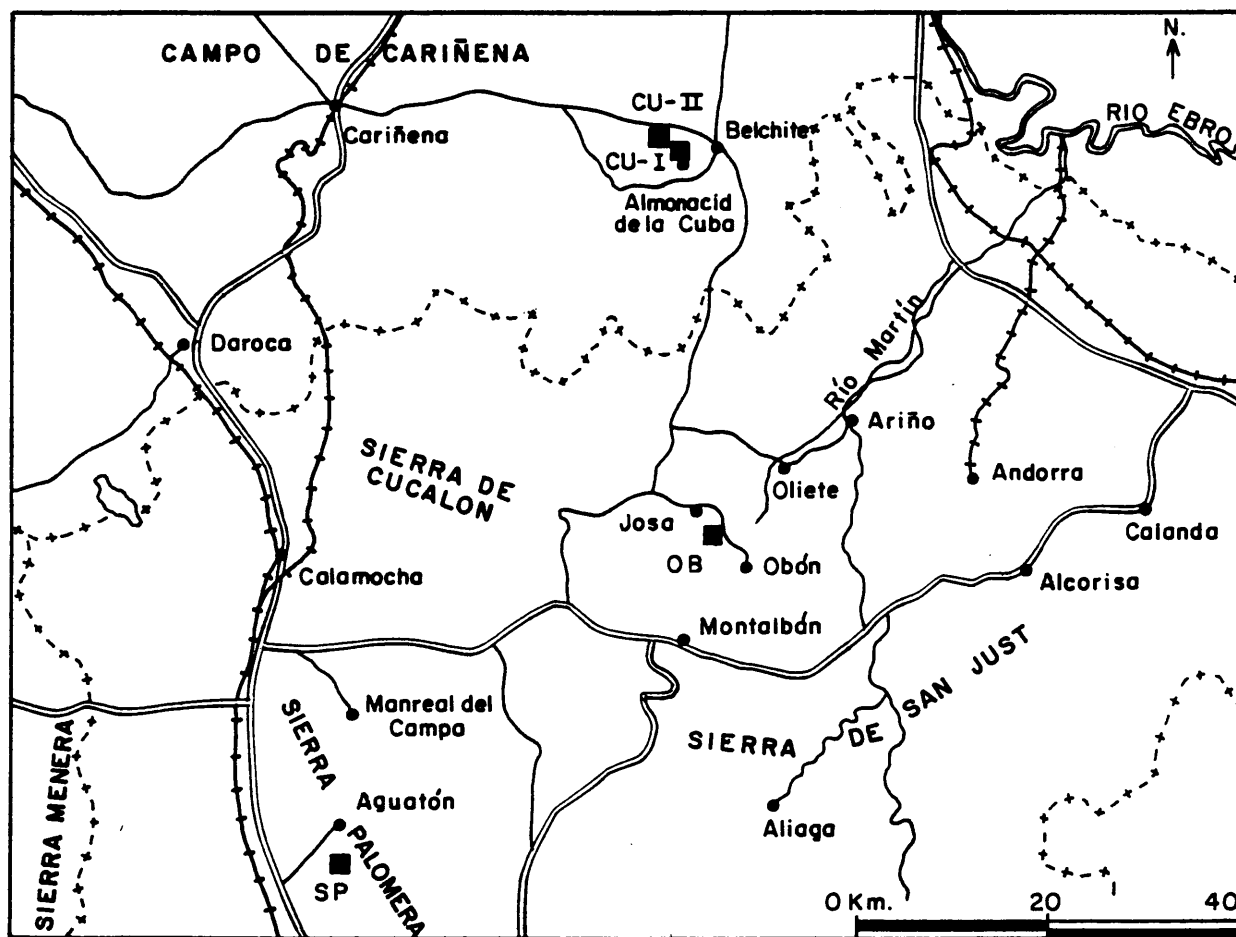 N.
CAMPO DE CARIÑENA
CU-II
RIO EBRO
Cariñena
Belchite
CU-I
Almonacid
de la Cuba
Río Martín
Daroca
Ariño
SIERRA DE
CUCALON
Oliete
Andorra
Josa
Calanda
OB
Obón
Calamocha
Alcorisa
Montalbán
SIERRA DE SAN JUST
Manreal del
Campa
SIERRA PALOMERA
SIERRA MENERA
Aguatón
Aliaga
SP
0 Km. 20 40